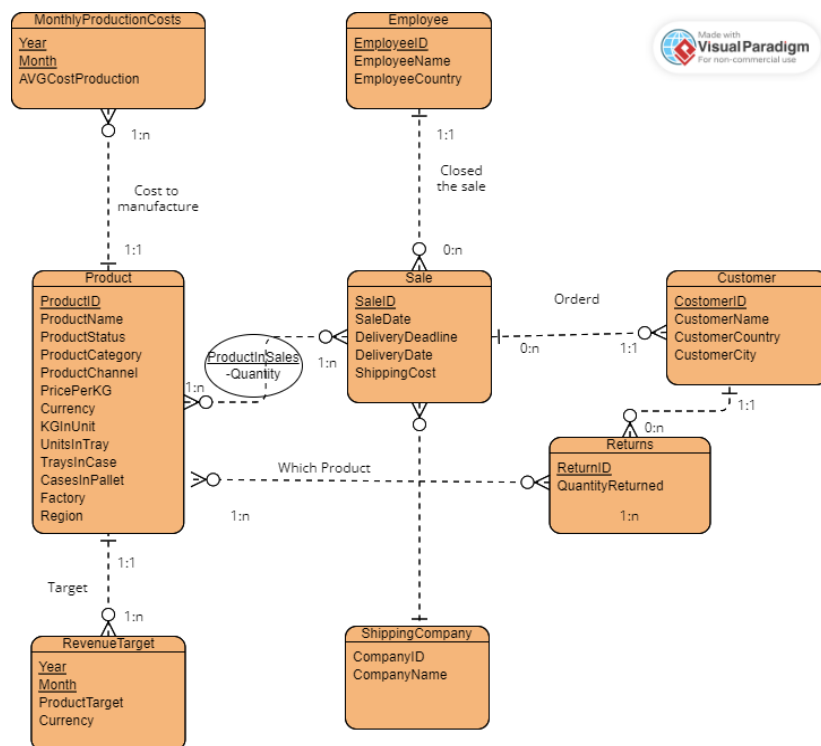 MonthlyProductionCosts
Year
Month
AVGCostProduction
Employee
EmployeeID
EmployeeName
EmployeeCountry
Made with
Visual Paradigm
For non-commercial use
1:n
1:1
Cost to
manufacture
Closed
the sale
1:1
0:n
Product
ProductID
ProductName
ProductStatus
ProductCategory
ProductChannel
PricePerKG
Currency
KGInUnit
UnitsInTray
TraysInCase
CasesInPallet
Factory
Region
ProductInSales
-Quantity
1:n
1:n
Sale
SaleID
SaleDate
DeliveryDeadline
DeliveryDate
ShippingCost
Orderd
0:n
1:1
Customer
CostomerID
CustomerName
CustomerCountry
CustomerCity
1:1
0:n
Returns
ReturnID
QuantityReturned
1:n
Which Product
1:n
1:1
Target
1:n
RevenueTarget
Year
Month
ProductTarget
Currency
ShippingCompany
CompanyID
CompanyName